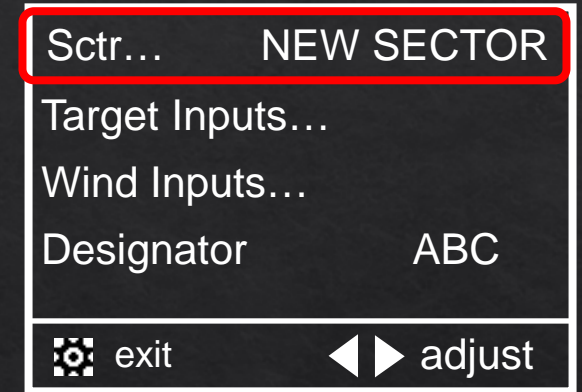 Sctr… NEW SECTOR
Target Inputs…
Wind Inputs…
Designator ABC
exit adjust